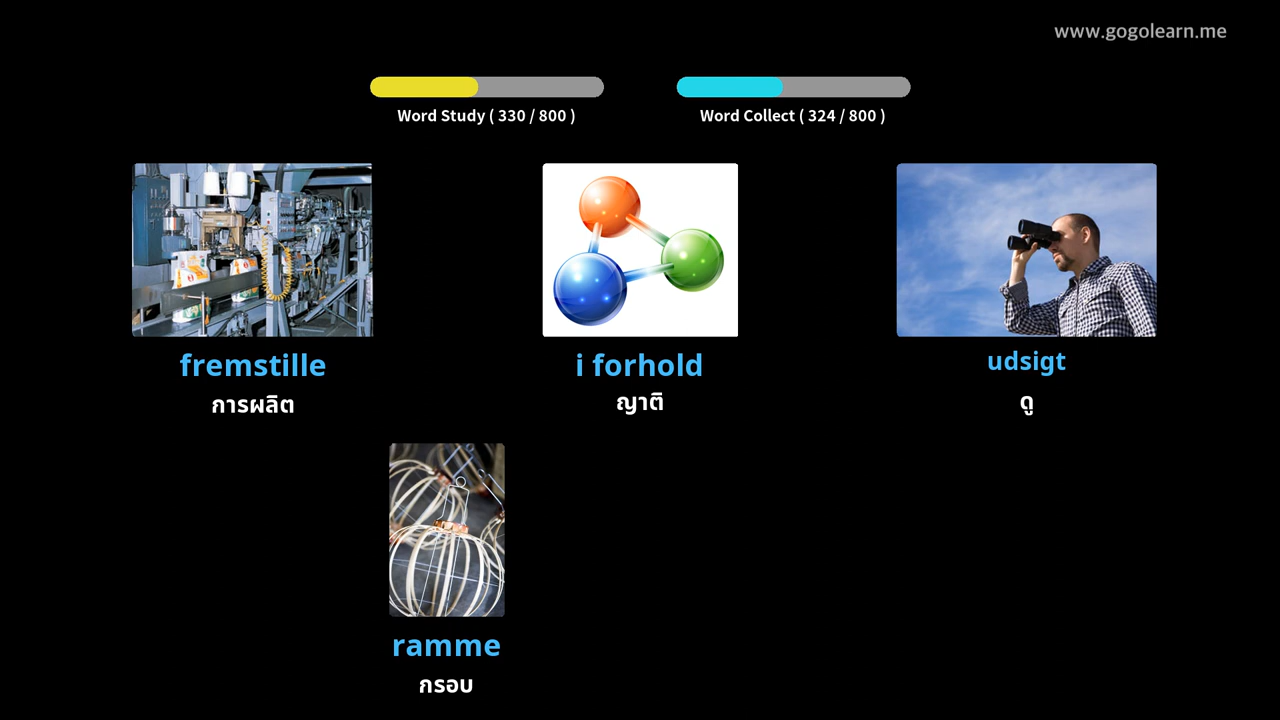 www.gogolearn.me
Word Study ( 330 / 800 )
Word Collect ( 324 / 800 )
fremstille
การผลิต
i forhold
ญาติ
udsigt
ดู
ramme
กรอบ